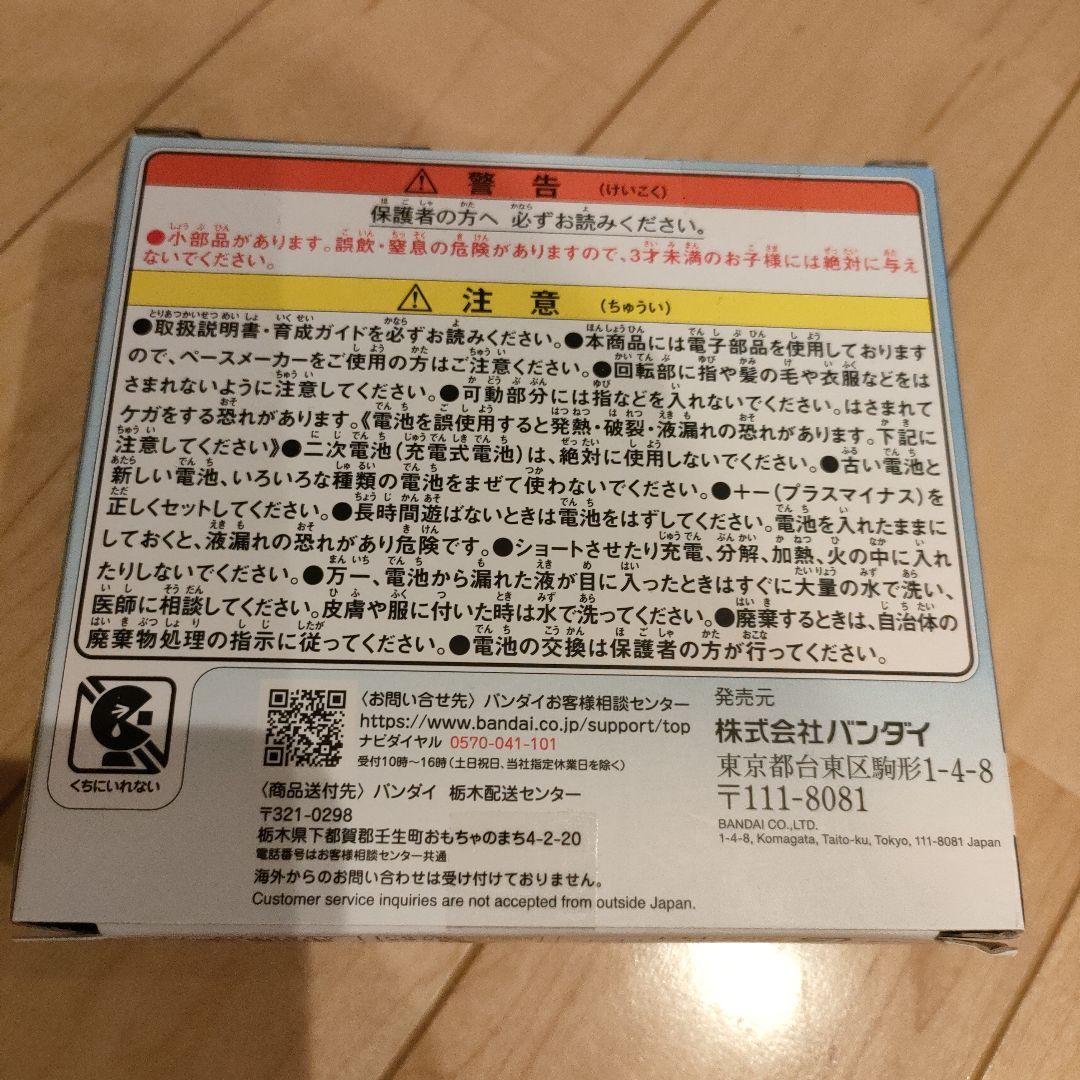 ⚠ 警告 (けいこく)
保護者の方へ 必ずお読みください。
●小部品があります。誤飲・窒息の危険がありますので、3才未満のお子様には絶対に与え
ないでください。
⚠ 注意 (ちゅうい)
●取扱説明書・育成ガイドを必ずお読みください。●本商品には電子部品を使用しております
ので、ペースメーカーをご使用の方はご注意ください。●回転部に指や髪の毛や衣服などをは
さまれないように注意してください。●可動部分には指などを入れないでください。はさまれて
ケガをする恐れがあります。《電池を誤使用すると発熱・破裂・液漏れの恐れがあります。下記に
注意してください》●二次電池(充電式電池)は、絶対に使用しないでください。●古い電池と
新しい電池、いろいろな種類の電池をまぜて使わないでください。●+-(プラスマイナス)を
正しくセットしてください。●長時間遊ばないときは電池をはずしてください。電池を入れたままに
しておくと、液漏れの恐れがあり危険です。●ショートさせたり充電、分解、加熱、火の中に入れ
たりしないでください。●万一、電池から漏れた液が目に入ったときはすぐに大量の水で洗い、
医師に相談してください。皮膚や服に付いた時は水で洗ってください。●廃棄するときは、自治体の
廃棄物処理の指示に従ってください。●電池の交換は保護者の方が行ってください。
くちにいれない
〈お問い合せ先〉バンダイお客様相談センター
https://www.bandai.co.jp/support/top
ナビダイヤル 0570-041-101
受付10時〜16時(土日祝日、当社指定休業日を除く)
〈商品送付先〉バンダイ 栃木配送センター
〒321-0298
栃木県下都賀郡壬生町おもちゃのまち4-2-20
電話番号はお客様相談センター共通
海外からのお問い合わせは受け付けておりません。
Customer service inquiries are not accepted from outside Japan.
発売元
株式会社バンダイ
東京都台東区駒形1-4-8
〒111-8081
BANDAI CO.,LTD.
1-4-8, Komagata, Taito-ku, Tokyo, 111-8081 Japan